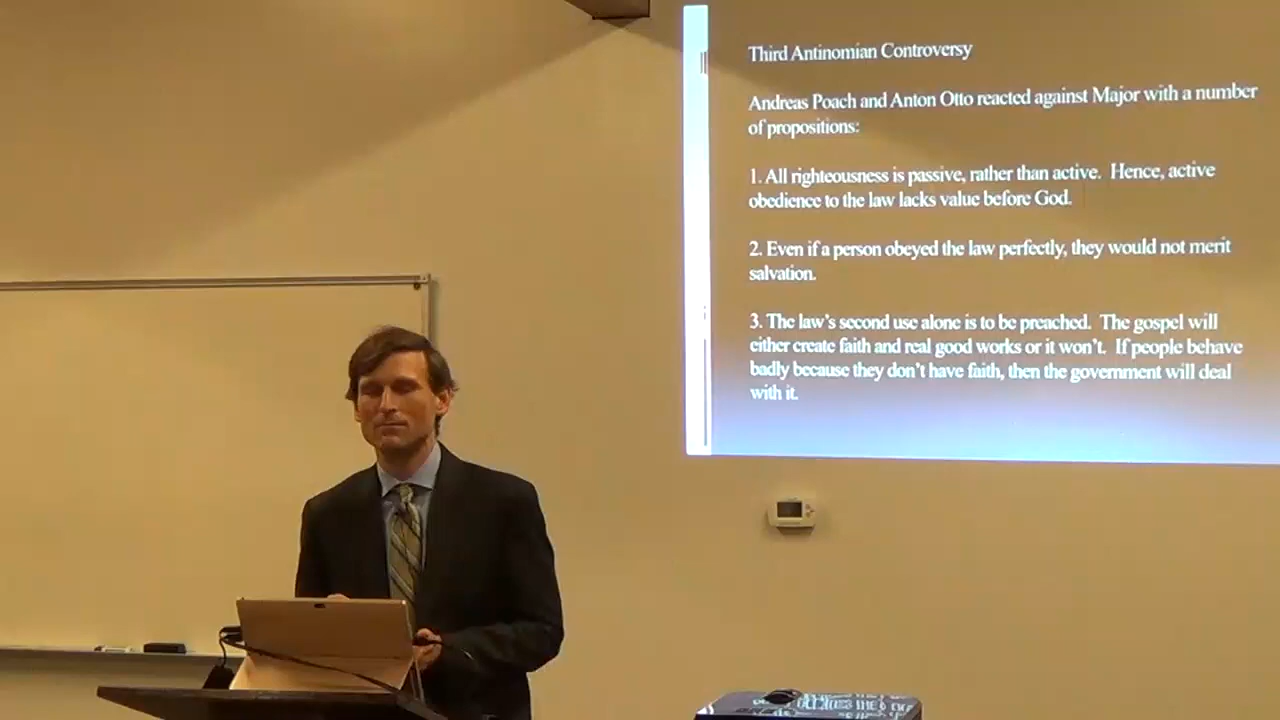 Third Antinomian Controversy
Andreas Poach and Anton Otto reacted against Major with a number
of propositions:
1. All righteousness is passive, rather than active. Hence, active
obedience to the law lacks value before God.
2. Even if a person obeyed the law perfectly, they would not merit
salvation.
3. The law's second use alone is to be preached. The gospel will
either create faith and real good works or it won't. If people behave
badly because they don't have faith, then the government will deal
with it.